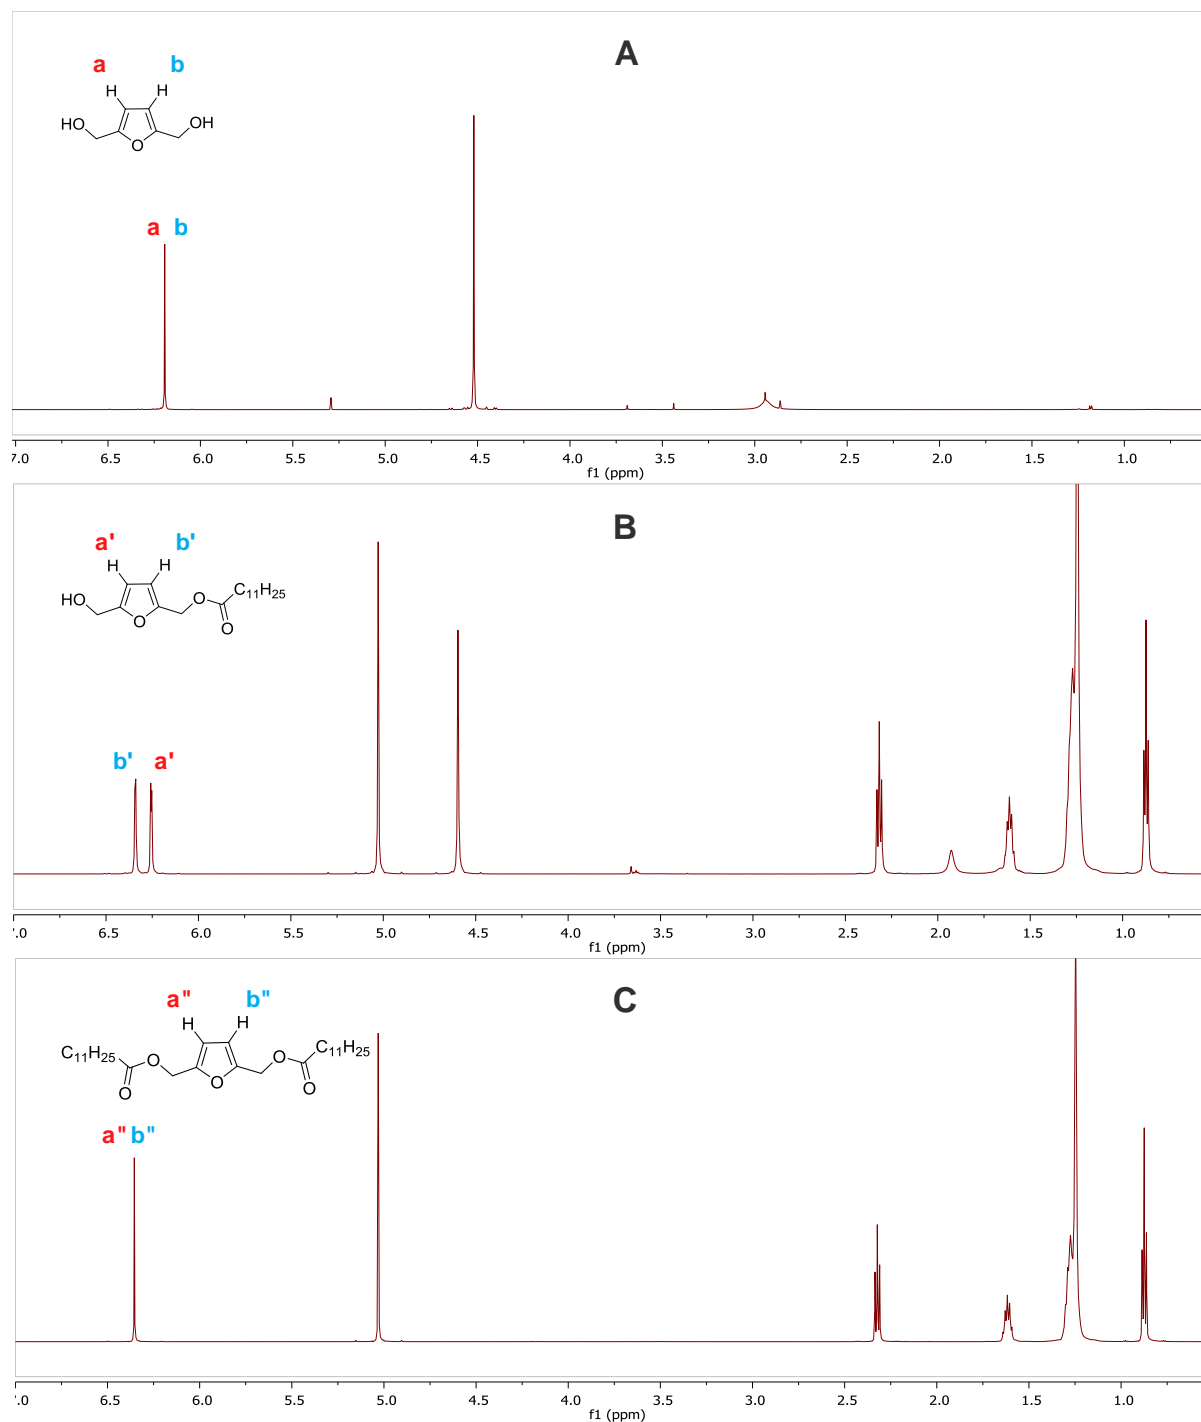 A
a b
H H
HO OH
O
a b
7.0 6.5 6.0 5.5 5.0 4.5 4.0 3.5 3.0 2.5 2.0 1.5 1.0
f1 (ppm)
B
a' b'
H H
HO O C11H25
O O
b' a'
.0 6.5 6.0 5.5 5.0 4.5 4.0 3.5 3.0 2.5 2.0 1.5 1.0
f1 (ppm)
C
a" b"
H H
C11H25 O O C11H25
O O O
a" b"
.0 6.5 6.0 5.5 5.0 4.5 4.0 3.5 3.0 2.5 2.0 1.5 1.0
f1 (ppm)